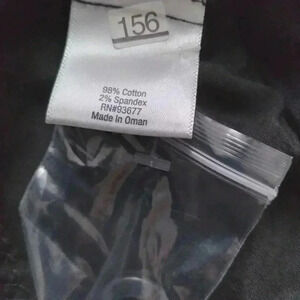 156
98% Cotton
2% Spandex
RN#93677
Made in Oman